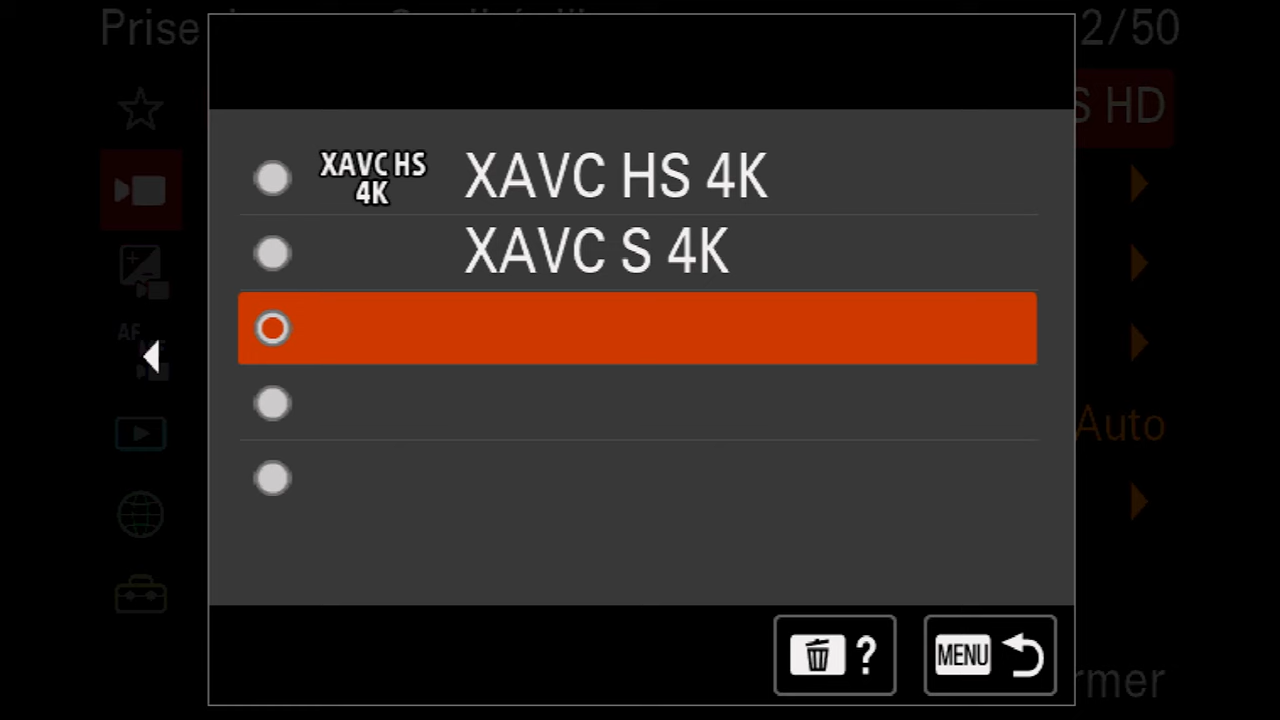 Prise
2/50
S HD
XAVC HS
4K
XAVC HS 4K
XAVC S 4K
AF
Auto
?
MENU
rmer